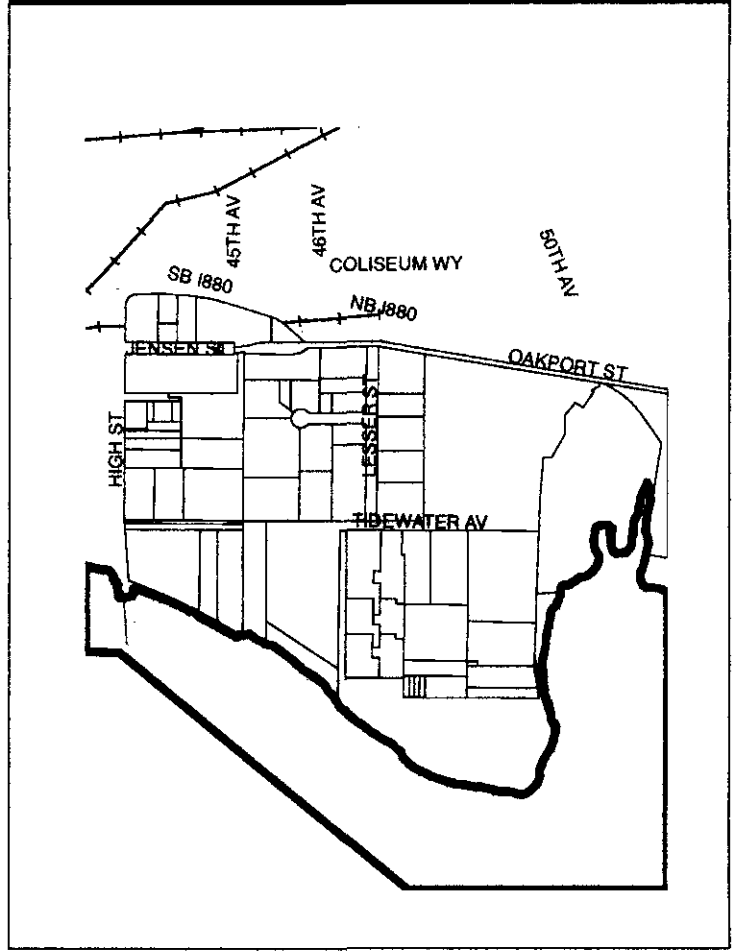 45TH AV
46TH AV
50TH AV
COLISEUM WY
SB I880
NB I880
JENSEN ST
OAKPORT ST
HIGH ST
LESSER ST
TIDEWATER AV